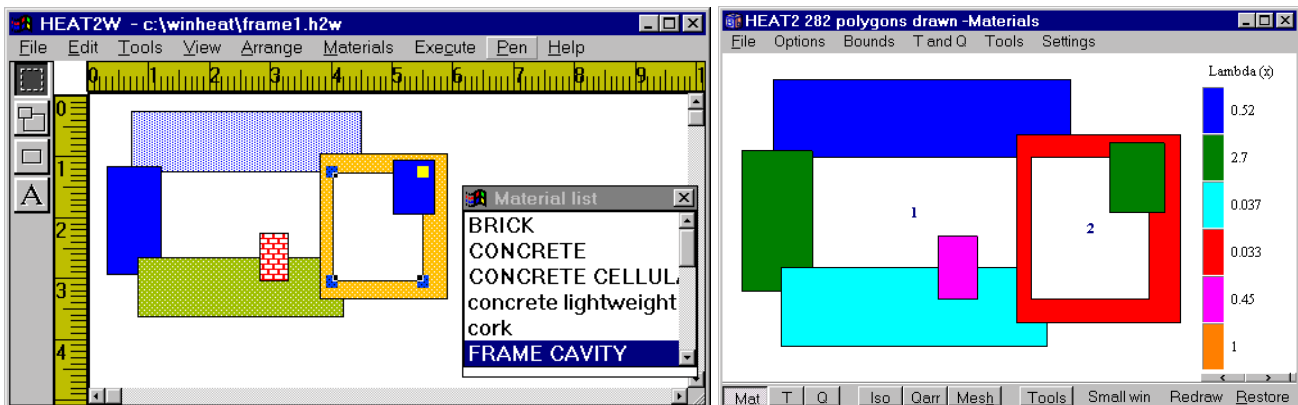 HEAT2W - c:\winheat\frame1.h2w
File Edit Tools View Arrange Materials Execute Pen Help
0 1 2 3 4 5 6 7 8 9 1
0
1
2
3
4
A
Material list
BRICK
CONCRETE
CONCRETE CELLUL
concrete lightweight
cork
FRAME CAVITY
HEAT2 282 polygons drawn -Materials
File Options Bounds T and Q Tools Settings
Lambda (x)
0.52
2.7
0.037
0.033
0.45
1
1
2
Mat T Q Iso Qarr Mesh Tools Small win Redraw Restore